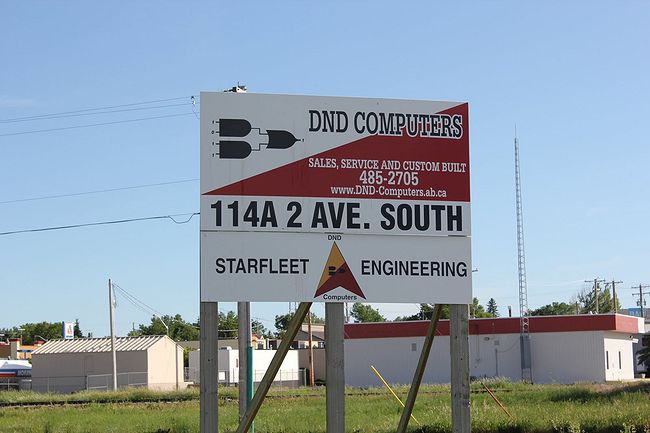 DND COMPUTERS
SALES, SERVICE AND CUSTOM BUILT
485-2705
www.DND-Computers.ab.ca
114A 2 AVE. SOUTH
DND
STARFLEET ENGINEERING
Computers